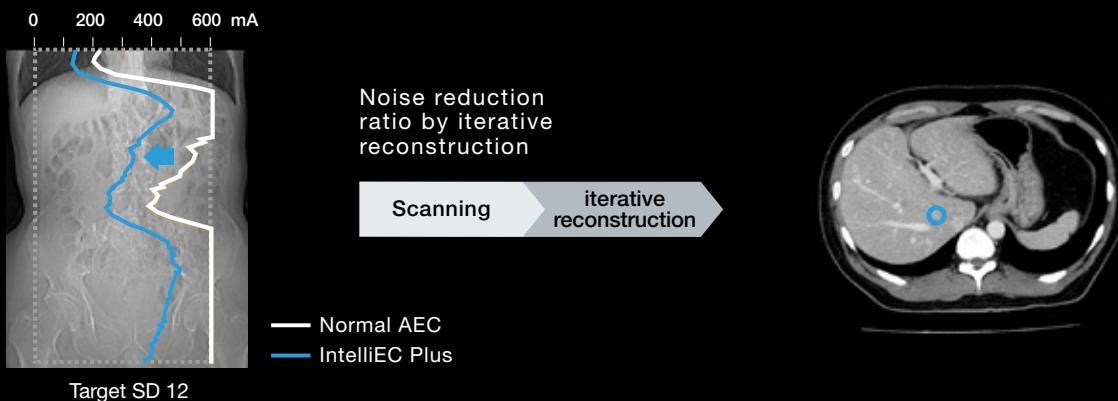 0 200 400 600 mA
Noise reduction
ratio by iterative
reconstruction
Scanning
iterative
reconstruction
Normal AEC
IntelliEC Plus
Target SD 12